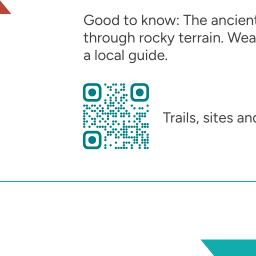 Good to know: The ancient
through rocky terrain. Wea
a local guide.
Trails, sites and